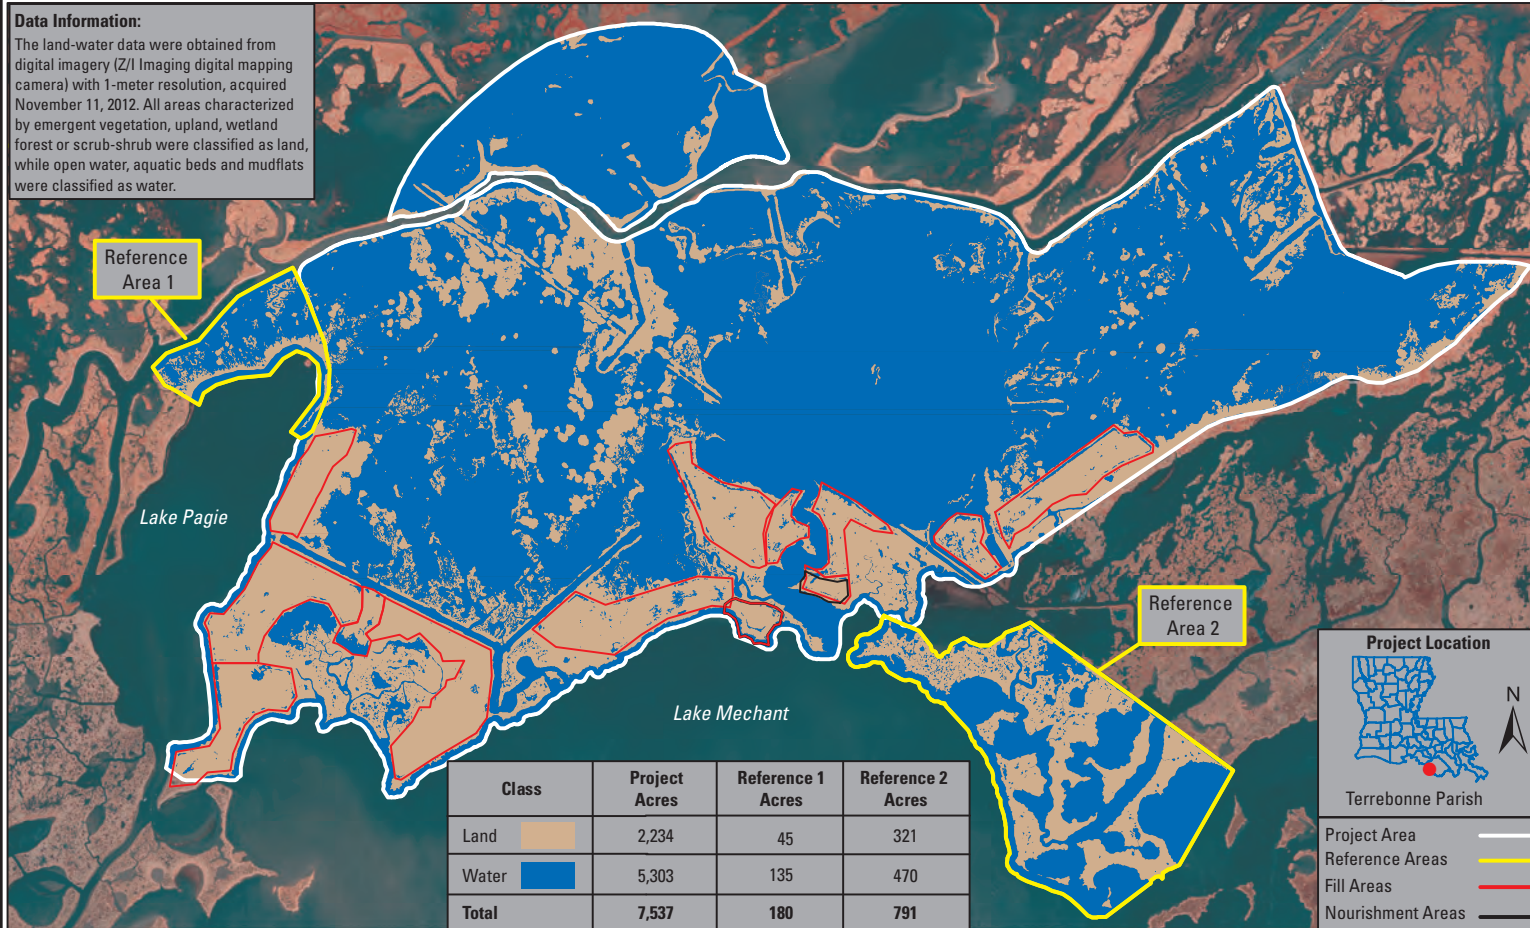 Data Information:
The land-water data were obtained from
digital imagery (Z/I Imaging digital mapping
camera) with 1-meter resolution, acquired
November 11, 2012. All areas characterized
by emergent vegetation, upland, wetland
forest or scrub-shrub were classified as land,
while open water, aquatic beds and mudflats
were classified as water.
Reference
Area 1
Lake Pagie
Lake Mechant
Reference
Area 2
Class Project Acres Reference 1 Acres Reference 2 Acres
Land 2,234 45 321
Water 5,303 135 470
Total 7,537 180 791
Project Location
N
Terrebonne Parish
Project Area
Reference Areas
Fill Areas
Nourishment Areas